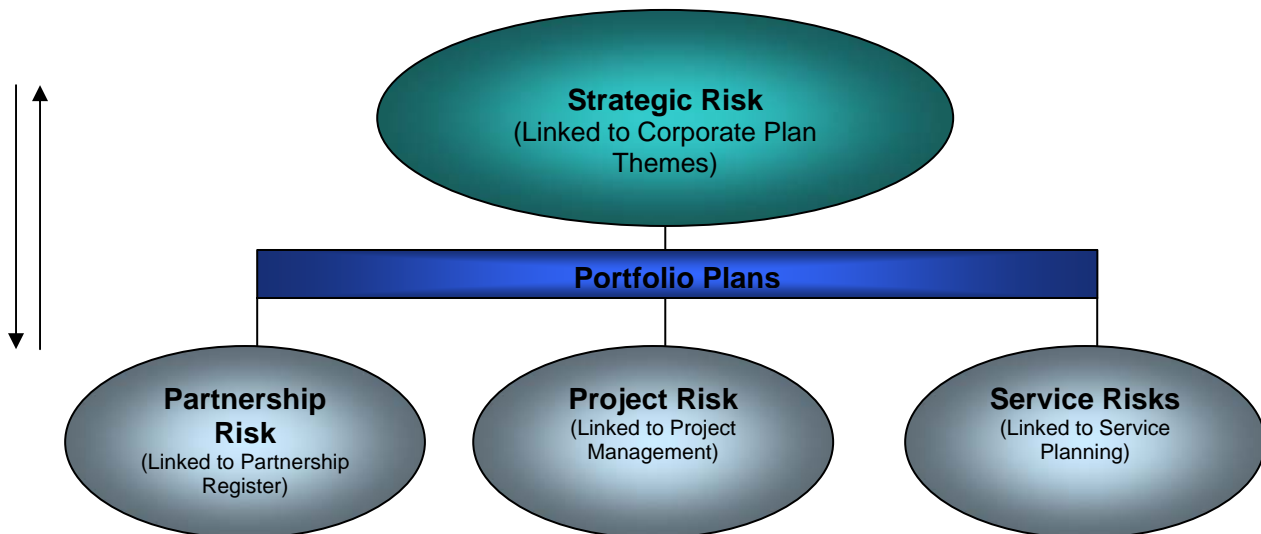 Strategic Risk
(Linked to Corporate Plan
Themes)
Portfolio Plans
Partnership
Risk
(Linked to Partnership
Register)
Project Risk
(Linked to Project
Management)
Service Risks
(Linked to Service
Planning)